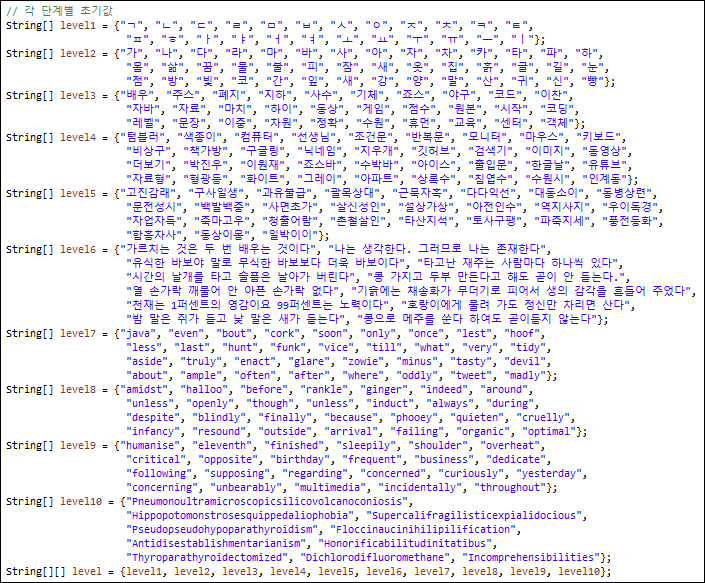 // 각 단계별 초기값
String[] level1 = {"ㄱ", "ㄴ", "ㄷ", "ㄹ", "ㅁ", "ㅂ", "ㅅ", "ㅇ", "ㅈ", "ㅊ", "ㅋ", "ㅌ",
"ㅍ", "ㅎ", "ㅏ", "ㅑ", "ㅓ", "ㅕ", "ㅗ", "ㅛ", "ㅜ", "ㅠ", "ㅡ", "ㅣ"};
String[] level2 = {"가", "나", "다", "라", "마", "바", "사", "아", "자", "차", "카", "타", "파", "하",
"몸", "삶", "꿈", "물", "불", "피", "잠", "새", "옷", "집", "흙", "글", "길", "눈",
"점", "방", "빛", "코", "간", "잎", "새", "강", "양", "말", "산", "귀", "신", "빵"};
String[] level3 = {"배우", "주스", "페지", "지하", "사수", "기체", "죠스", "야구", "코드", "이찬",
"자바", "자료", "마치", "하이", "동상", "게임", "점수", "원본", "시작", "코딩",
"레벨", "문장", "이중", "차원", "정확", "수원", "휴먼", "교육", "센터", "객체"};
String[] level4 = {"텀블러", "색종이", "컴퓨터", "선생님", "조건문", "반복문", "모니터", "마우스", "키보드",
"비상구", "책가방", "구글링", "닉네임", "지우개", "깃허브", "검색기", "이미지", "동영상",
"더보기", "박진우", "이원재", "죠스바", "수박바", "아이스", "출입문", "한글날", "유튜브",
"자료형", "형광등", "화이트", "그레이", "아파트", "상록수", "침엽수", "수원시", "인계동"};
String[] level5 = {"고진감래", "구사일생", "과유불급", "괄목상대", "근묵자흑", "다다익선", "대동소이", "동병상련",
"문전성시", "백발백중", "사면초가", "살신성인", "설상가상", "아전인수", "역지사지", "우이독경",
"자업자득", "죽마고우", "청출어람", "촌철살인", "타산지석", "토사구팽", "파죽지세", "풍전등화",
"함흥차사", "동상이몽", "일박이이"};
String[] level6 = {"가르치는 것은 두 번 배우는 것이다", "나는 생각한다. 그러므로 나는 존재한다",
"유식한 바보야 말로 무식한 바보보다 더욱 바보이다", "타고난 재주는 사람마다 하나씩 있다",
"시간의 날개를 타고 슬픔은 날아가 버린다", "콩 가지고 두부 만든다고 해도 곧이 안 듣는다.",
"열 손가락 깨물어 안 아픈 손가락 없다", "기슭에는 채송화가 무더기로 피어서 생의 감각을 흔들어 주었다",
"천재는 1퍼센트의 영감이요 99퍼센트는 노력이다", "호랑이에게 물려 가도 정신만 차리면 산다",
"밤 말은 쥐가 듣고 낮 말은 새가 듣는다", "콩으로 메주를 쑨다 하여도 곧이듣지 않는다"};
String[] level7 = {"java", "even", "bout", "cork", "soon", "only", "once", "lest", "hoof",
"less", "last", "hunt", "funk", "vice", "till", "what", "very", "tidy",
"aside", "truly", "enact", "glare", "zowie", "minus", "tasty", "devil",
"about", "ample", "often", "after", "where", "oddly", "tweet", "madly"};
String[] level8 = {"amidst", "halloo", "before", "rankle", "ginger", "indeed", "around",
"unless", "openly", "though", "unless", "induct", "always", "during",
"despite", "blindly", "finally", "because", "phooey", "quieten", "cruelly",
"infancy", "resound", "outside", "arrival", "failing", "organic", "optimal"};
String[] level9 = {"humanise", "eleventh", "finished", "sleepily", "shoulder", "overheat",
"critical", "opposite", "birthday", "frequent", "business", "dedicate",
"following", "supposing", "regarding", "concerned", "curiously", "yesterday",
"concerning", "unbearably", "multimedia", "incidentally", "throughout"};
String[] level10 = {"Pneumonoultramicroscopicsilicovolcanoconiosis",
"Hippopotomonstrosesquippedaliophobia", "Supercalifragilisticexpialidocious",
"Pseudopseudohypoparathyroidism", "Floccinaucinihilipilification",
"Antidisestablishmentarianism", "Honorificabilitudinitatibus",
"Thyroparathyroidectomized", "Dichlorodifluoromethane", "Incomprehensibilities"};
String[][] level = {level1, level2, level3, level4, level5, level6, level7, level8, level9, level10};